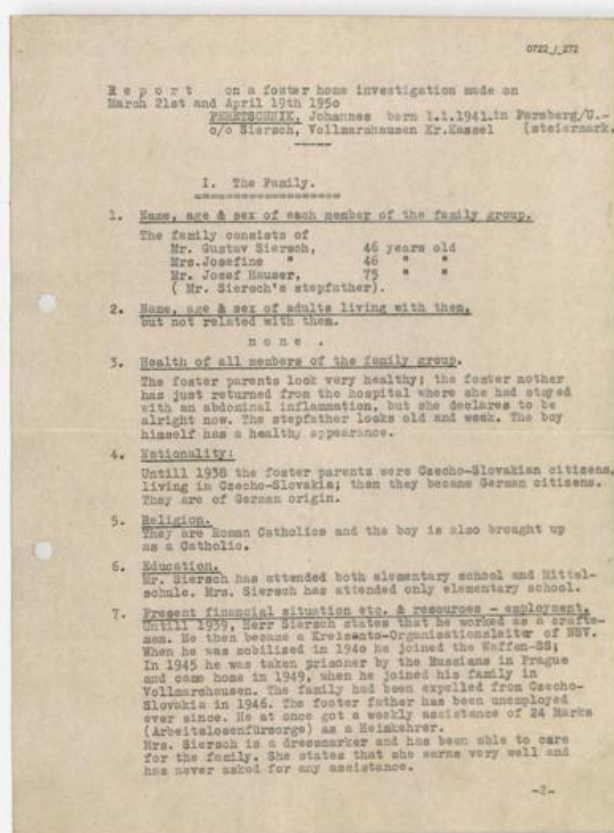 0722_/_272
R e p o r t   on a foster home investigation made on
March 21st and April 19th 1950
PERETSCHNIK, Johannes born 1.1.1941.in Parsberg/U.-
c/o Siersch, Vollmarshausen Kr.Kassel (steiermark.
-----
I. The Family.
==================
1. Name, age & sex of each member of the family group.
The family consists of
Mr. Gustav Siersch, 46 years old
Mrs.Josefine " 46 " "
Mr. Josef Hauser, 75 " "
( Mr. Siersch's stepfather).
2. Name, age & sex of adults living with them,
but not related with them.
n o n e .
3. Health of all members of the family group.
The foster parents look very healthy; the foster mother
has just returned from the hospital where she had stayed
with an abdominal inflammation, but she declares to be
alright now. The stepfather looks old and weak. The boy
himself has a healthy appearance.
4. Nationality:
Untill 1938 the foster parents were Czecho-Slovakian citizens,
living in Czecho-Slovakia; then they became German citizens.
They are of German origin.
5. Religion.
They are Roman Catholics and the boy is also brought up
as a Catholic.
6. Education.
Mr. Siersch has attended both elementary school and Mittel-
schule. Mrs. Siersch has attended only elementary school.
7. Present financial situation etc. & resources - employment.
Untill 1939, Herr Siersch states that he worked as a crafts-
man. He then became a Kreisamts-Organisationsleiter of NSV.
When he was mobilised in 1940 he joined the Waffen-SS;
In 1945 he was taken prisoner by the Russians in Prague
and came home in 1949, when he joined his family in
Vollmarshausen. The family had been expelled from Czecho-
Slovakia in 1946. The foster father has been unemployed
ever since. He at once got a weekly assistance of 24 Marks
(Arbeitslosenfürsorge) as a Heimkehrer.
Mrs. Siersch is a dressmarker and has been able to care
for the family. She states that she earns very well and
has never asked for any assistance.
-2-